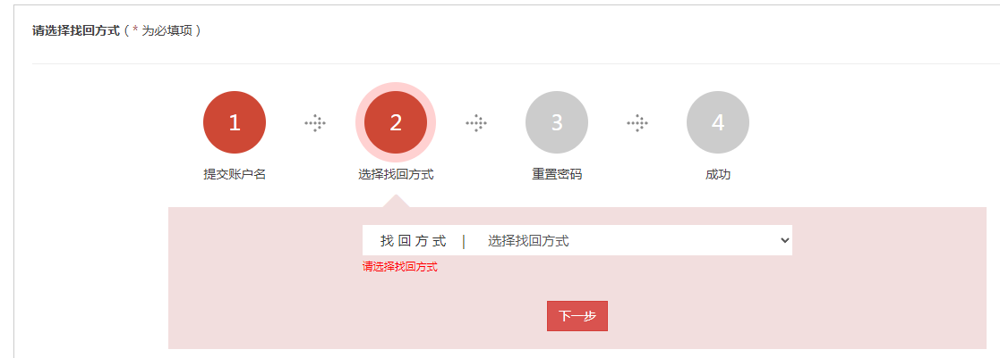 请选择找回方式（* 为必填项）
1
2
3
4
提交账户名
选择找回方式
重置密码
成功
找 回 方 式 | 选择找回方式
请选择找回方式
下一步